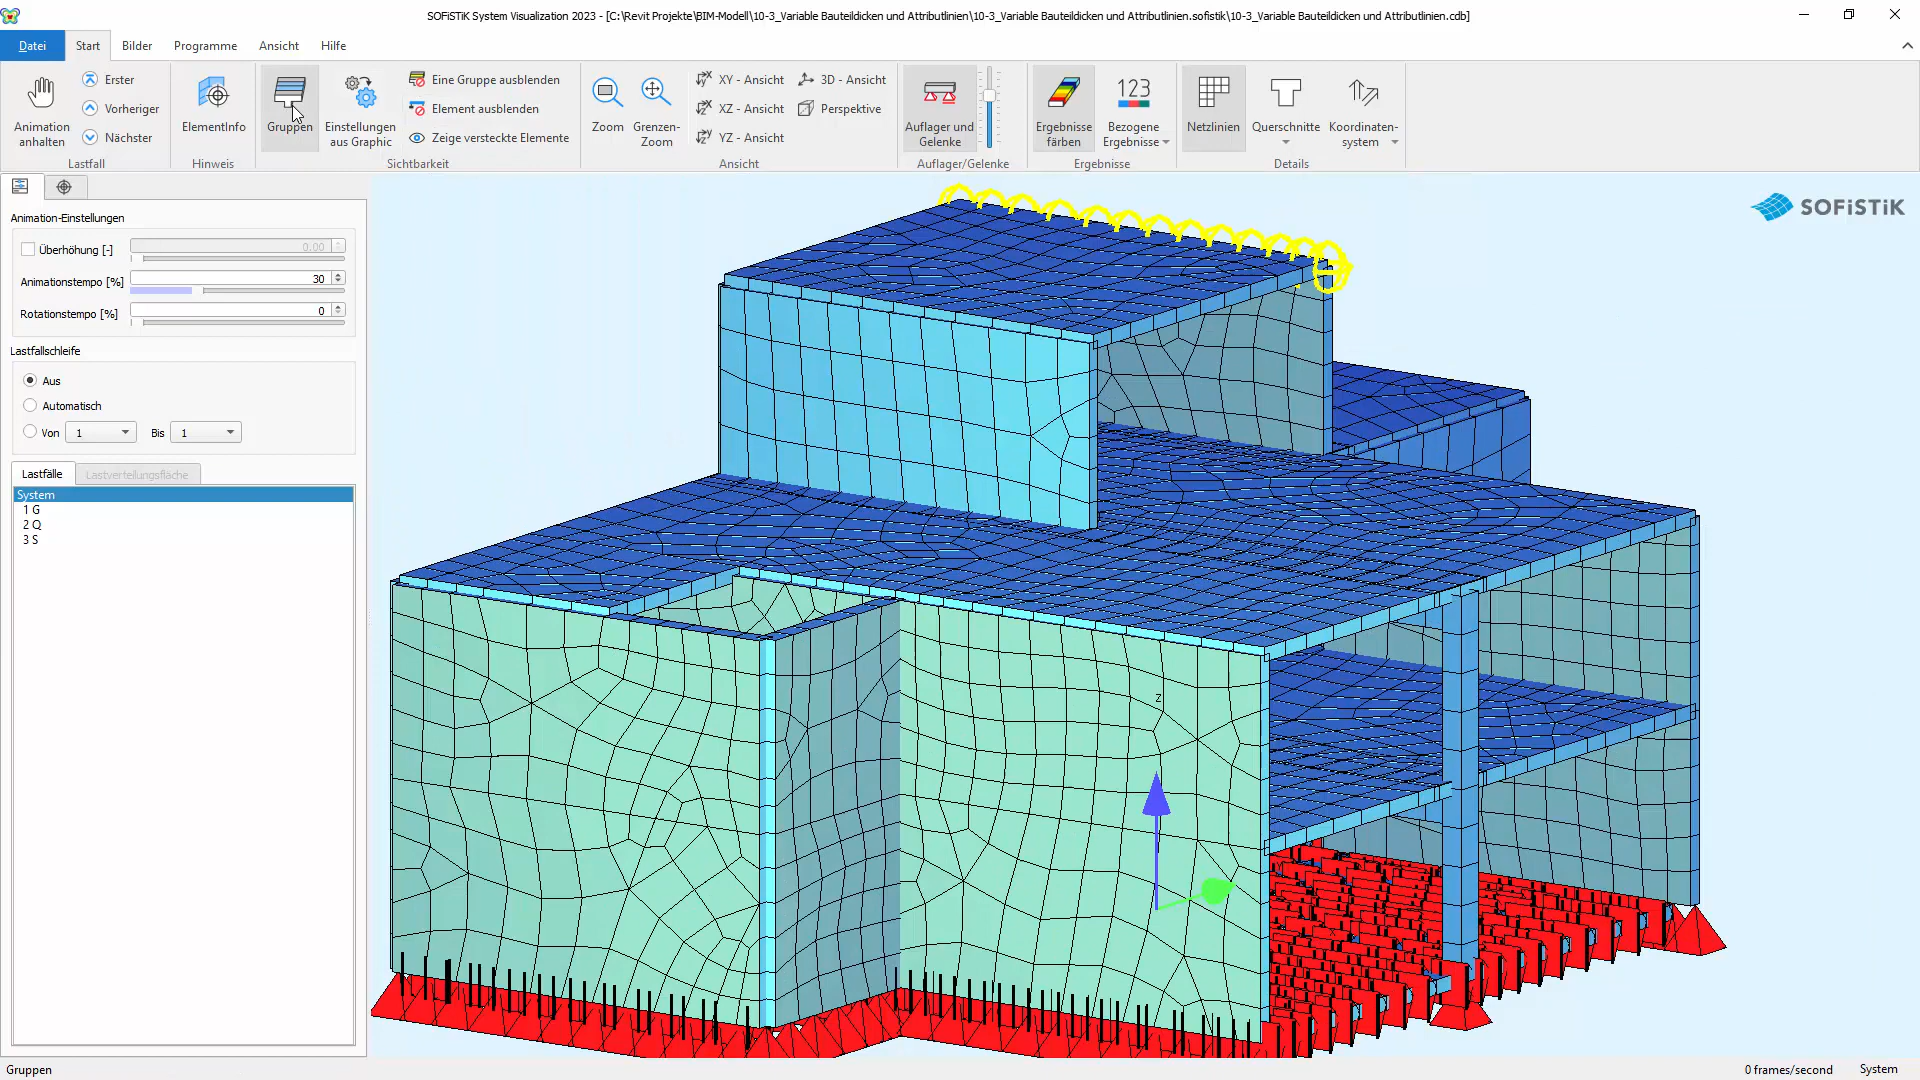 SOFiSTiK System Visualization 2023 - [C:\Revit Projekte\BIM-Modell\10-3_Variable Bauteildicken und Attributlinien\10-3_Variable Bauteildicken und Attributlinien.sofistik\10-3_Variable Bauteildicken und Attributlinien.cdb]
Datei Start Bilder Programme Ansicht Hilfe
Animation anhalten
Erster
Vorheriger
Nächster
Lastfall
ElementInfo
Hinweis
Gruppen
Einstellungen aus Graphic
Eine Gruppe ausblenden
Element ausblenden
Zeige versteckte Elemente
Sichtbarkeit
Zoom
Grenzen-Zoom
XY - Ansicht
XZ - Ansicht
YZ - Ansicht
3D - Ansicht
Perspektive
Ansicht
Auflager und Gelenke
Auflager/Gelenke
Ergebnisse färben
123
Bezogene Ergebnisse
Ergebnisse
Netzlinien
Querschnitte
Koordinaten-system
Details
Animation-Einstellungen
Überhöhung [-] 0.00
Animationstempo [%] 30
Rotationstempo [%] 0
Lastfallschleife
Aus
Automatisch
Von 1 Bis 1
Lastfälle Lastverteilungsfläche
System
1 G
2 Q
3 S
SOFiSTiK
Z
X
Gruppen
0 frames/second System